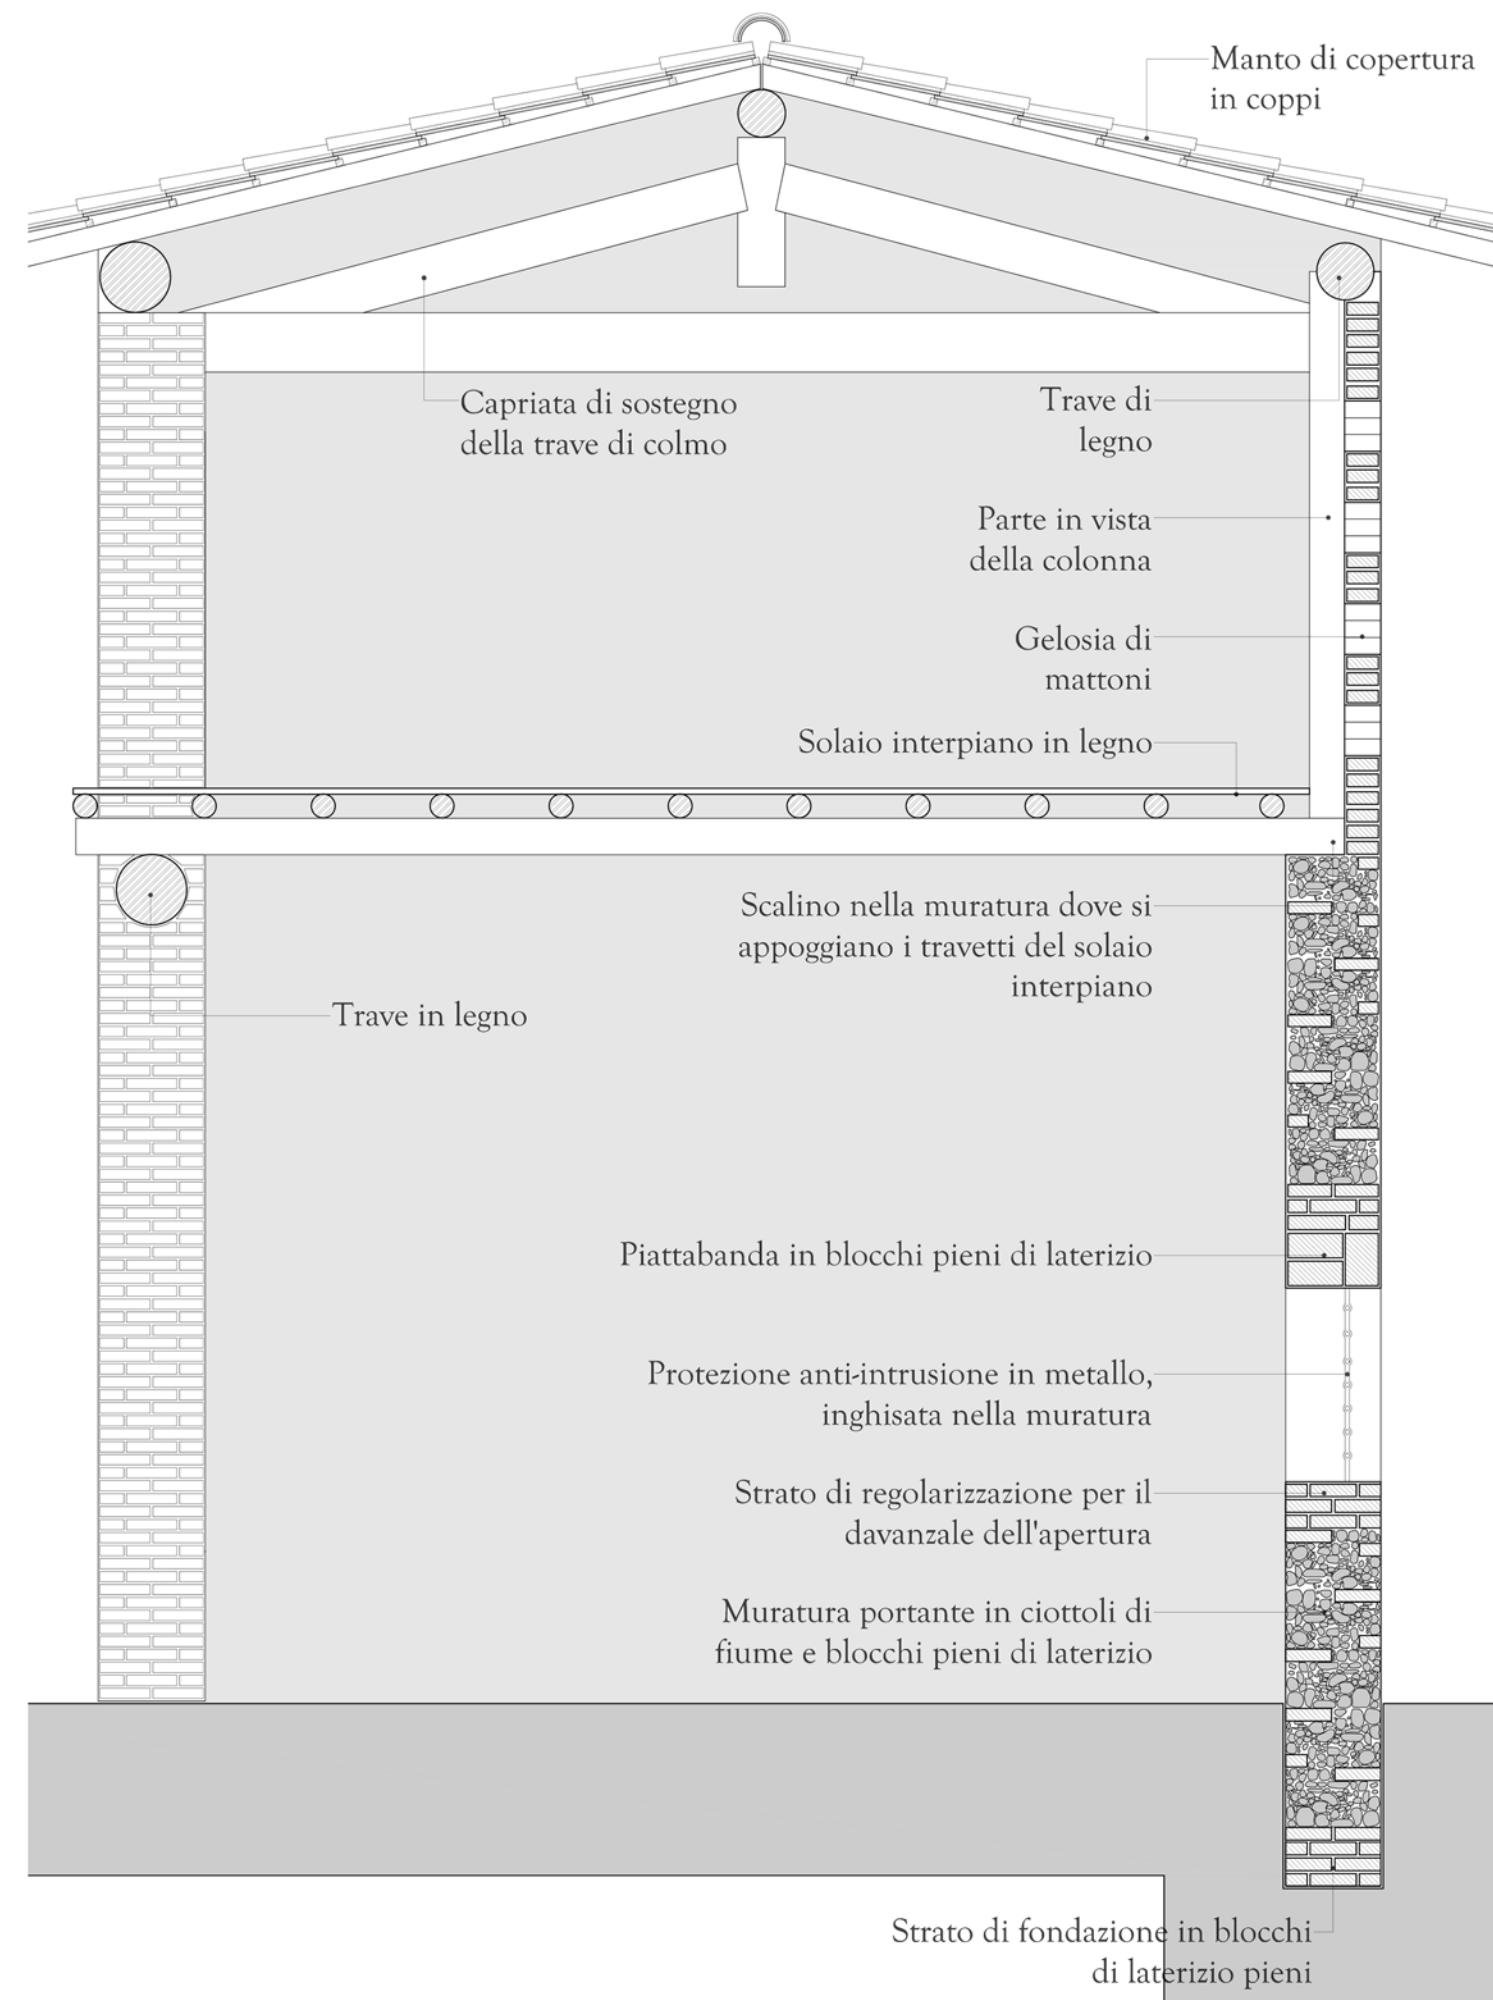 Manto di copertura
in coppi
Capriata di sostegno
della trave di colmo
Trave di
legno
Parte in vista
della colonna
Gelosia di
mattoni
Solaio interpiano in legno
Scalino nella muratura dove si
appoggiano i travetti del solaio
interpiano
Trave in legno
Piattabanda in blocchi pieni di laterizio
Protezione anti-intrusione in metallo,
inghisata nella muratura
Strato di regolarizzazione per il
davanzale dell'apertura
Muratura portante in ciottoli di
fiume e blocchi pieni di laterizio
Strato di fondazione in blocchi
di laterizio pieni